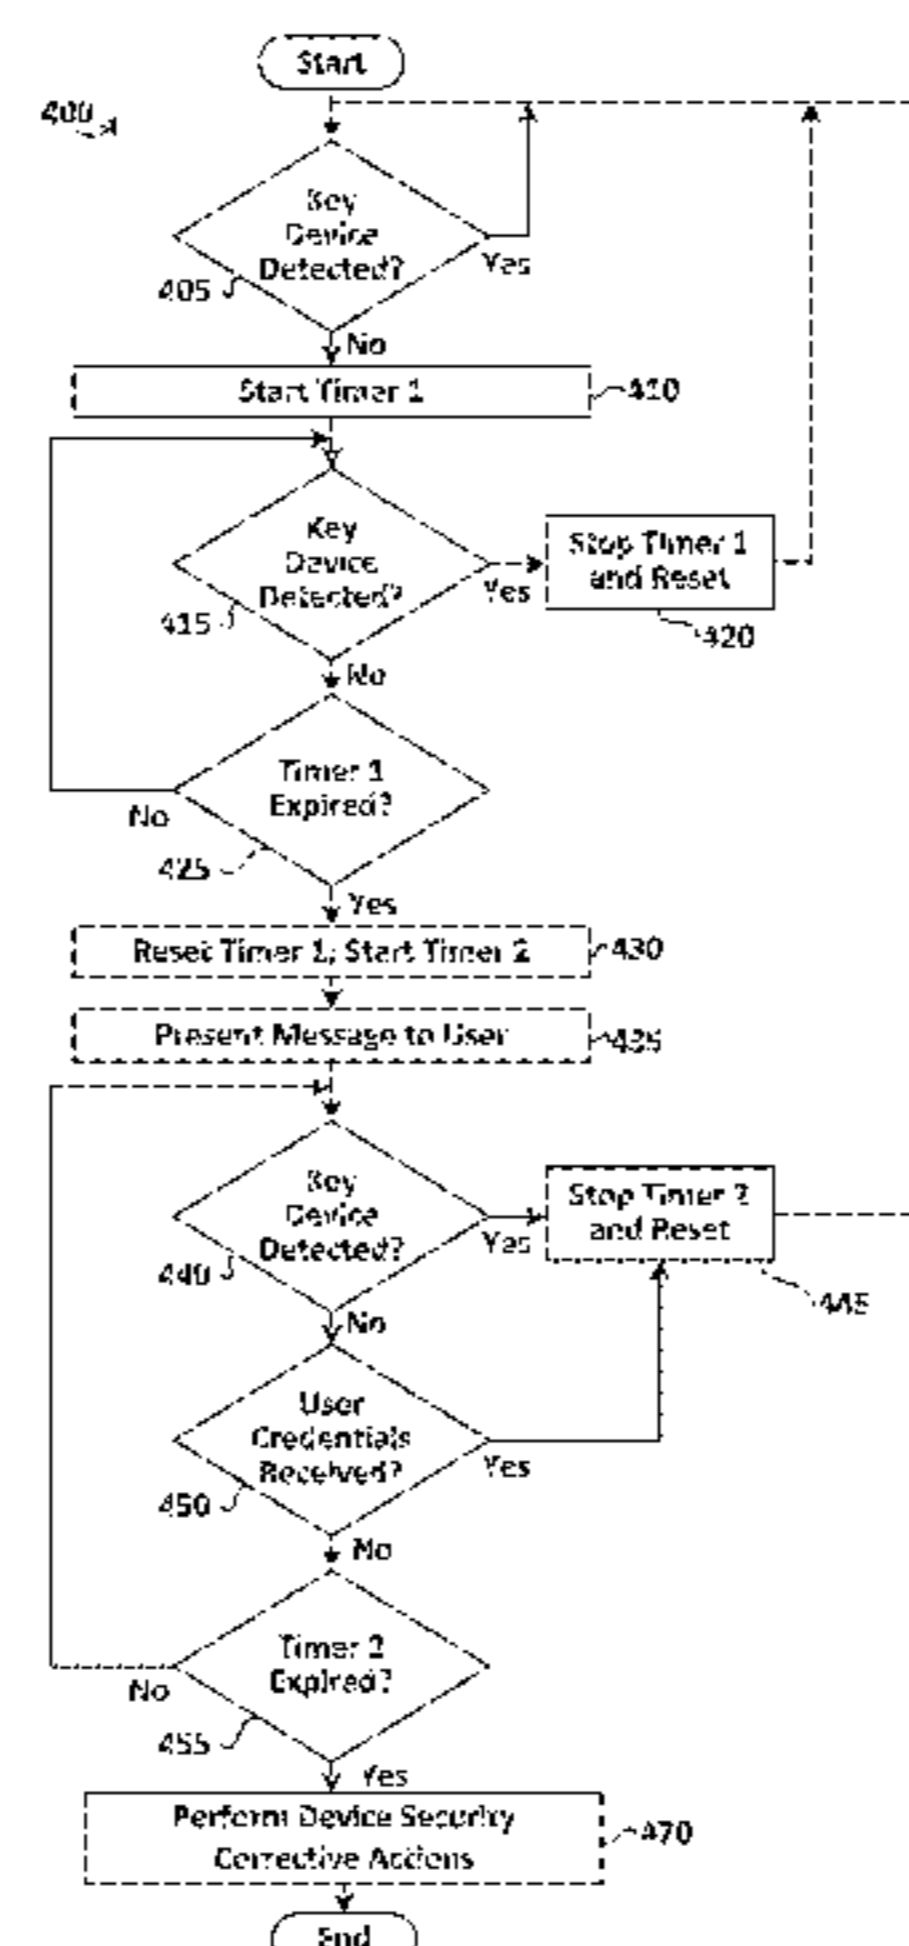 Start
400
Key
Device
Detected?
405
Yes
No
Start Timer 1
410
Key
Device
Detected?
415
Yes
Stop Timer 1
and Reset
420
No
Timer 1
Expired?
No
425
Yes
Reset Timer 1; Start Timer 2
430
Present Message to User
435
Key
Device
Detected?
440
Yes
Stop Timer 2
and Reset
445
No
User
Credentials
Received?
450
Yes
No
Timer 2
Expired?
No
455
Yes
Perform Device Security
Corrective Actions
470
End